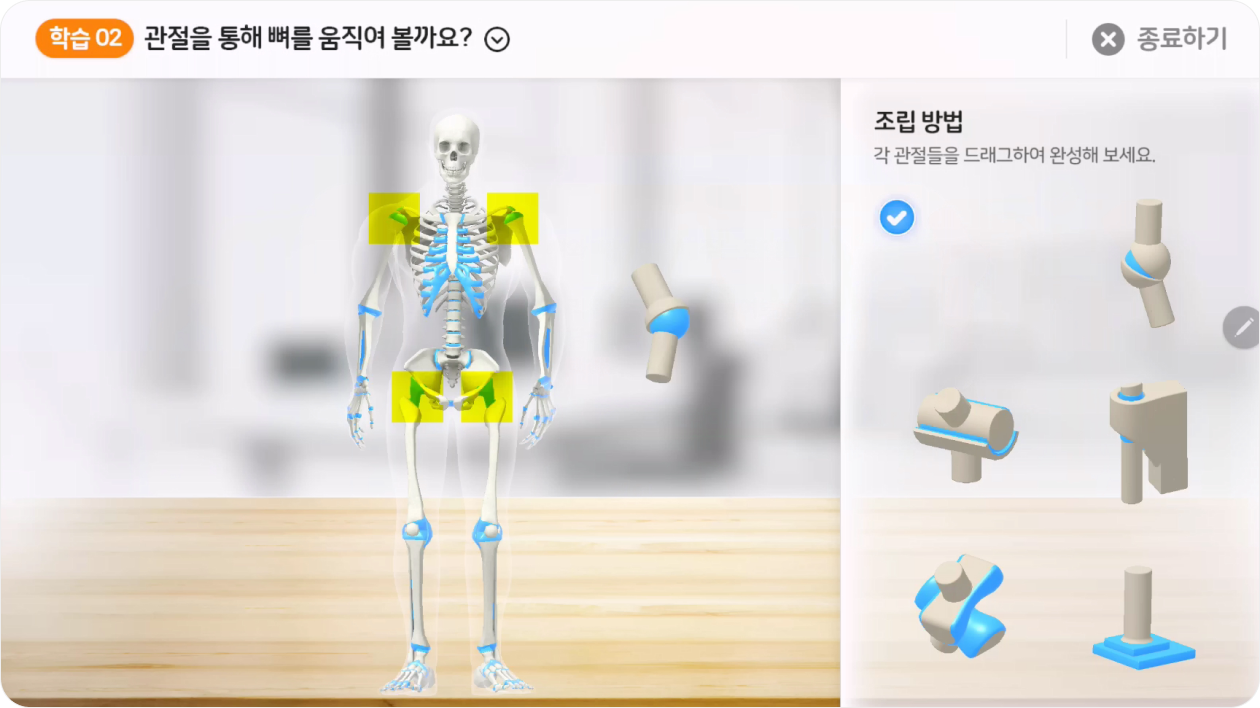 학습 02 관절을 통해 뼈를 움직여 볼까요?
종료하기
조립 방법
각 관절들을 드래그하여 완성해 보세요.